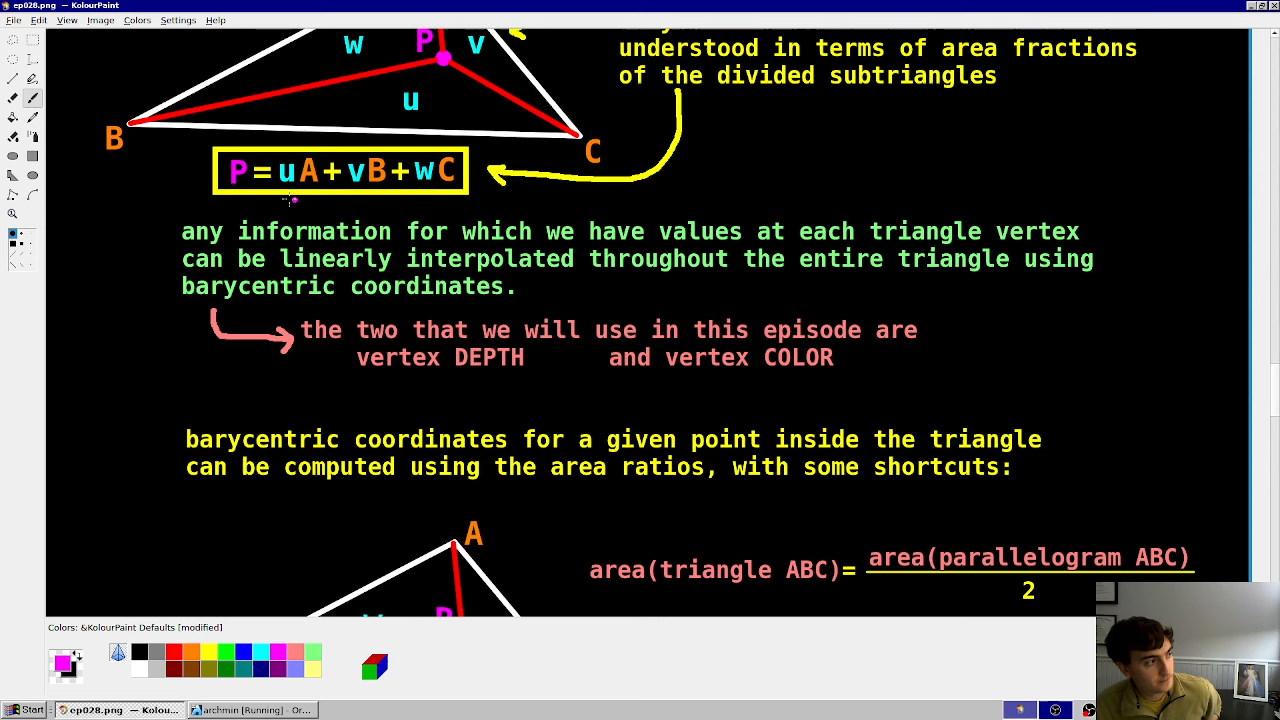 ep028.png — KolourPaint
File Edit View Image Colors Settings Help
understood in terms of area fractions
of the divided subtriangles
w P v
u
B
C
P=uA+vB+wC
any information for which we have values at each triangle vertex
can be linearly interpolated throughout the entire triangle using
barycentric coordinates.
the two that we will use in this episode are
vertex DEPTH and vertex COLOR
barycentric coordinates for a given point inside the triangle
can be computed using the area ratios, with some shortcuts:
A
area(triangle ABC)= area(parallelogram ABC)
2
Colors: &KolourPaint Defaults [modified]
Start ep028.png — Kolou... archmin [Running] - Or...